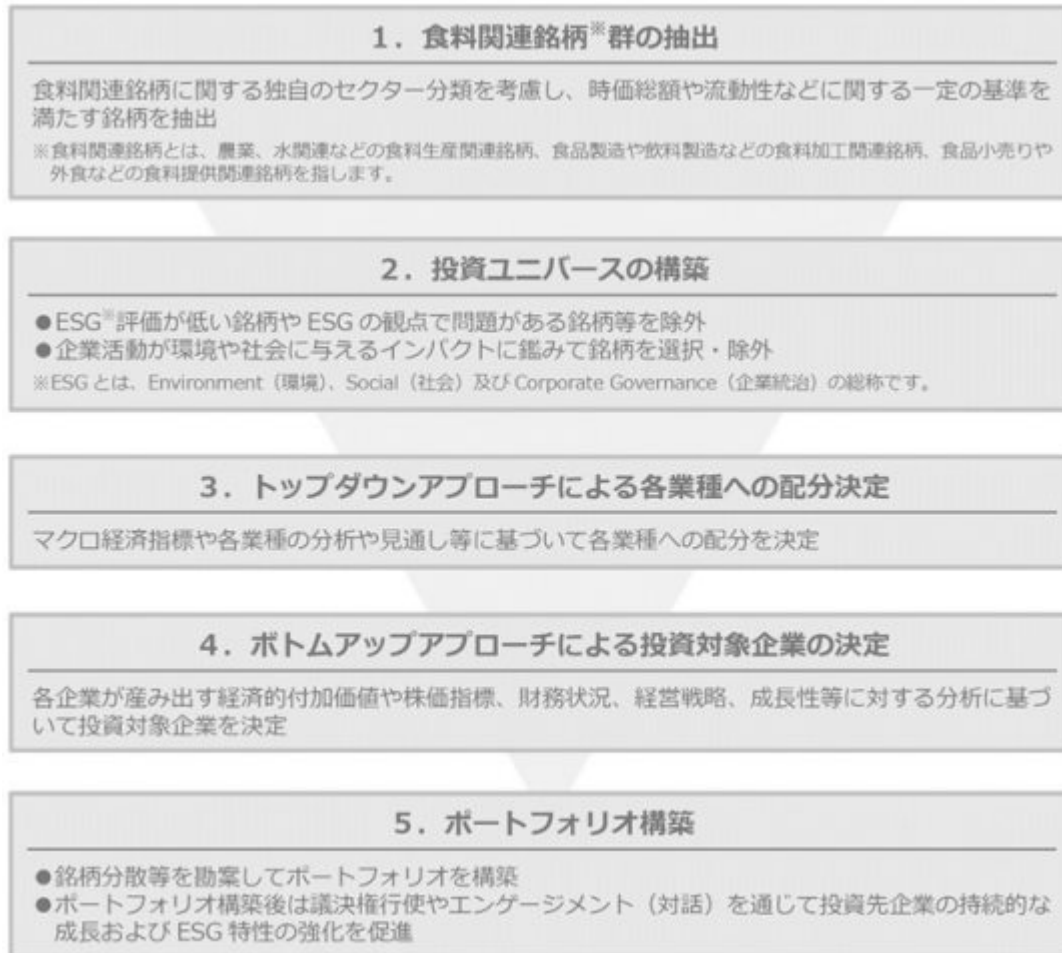 1．食料関連銘柄※群の抽出
食料関連銘柄に関する独自のセクター分類を考慮し、時価総額や流動性などに関する一定の基準を
満たす銘柄を抽出
※食料関連銘柄とは、農業、水関連などの食料生産関連銘柄、食品製造や飲料製造などの食料加工関連銘柄、食品小売りや
外食などの食料提供関連銘柄を指します。
2．投資ユニバースの構築
●ESG※評価が低い銘柄や ESG の観点で問題がある銘柄等を除外
●企業活動が環境や社会に与えるインパクトに鑑みて銘柄を選択・除外
※ESG とは、Environment（環境）、Social（社会）及び Corporate Governance（企業統治）の総称です。
3．トップダウンアプローチによる各業種への配分決定
マクロ経済指標や各業種の分析や見通し等に基づいて各業種への配分を決定
4．ボトムアップアプローチによる投資対象企業の決定
各企業が産み出す経済的付加価値や株価指標、財務状況、経営戦略、成長性等に対する分析に基づ
いて投資対象企業を決定
5．ポートフォリオ構築
●銘柄分散等を勘案してポートフォリオを構築
●ポートフォリオ構築後は議決権行使やエンゲージメント（対話）を通じて投資先企業の持続的な
成長および ESG 特性の強化を促進